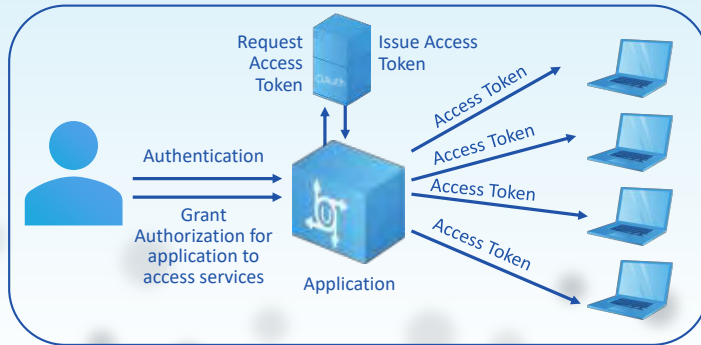 Request
Access
Token
Issue Access
Token
OAuth
Authentication
Grant
Authorization for
application to
access services
Application
Access Token
Access Token
Access Token
Access Token